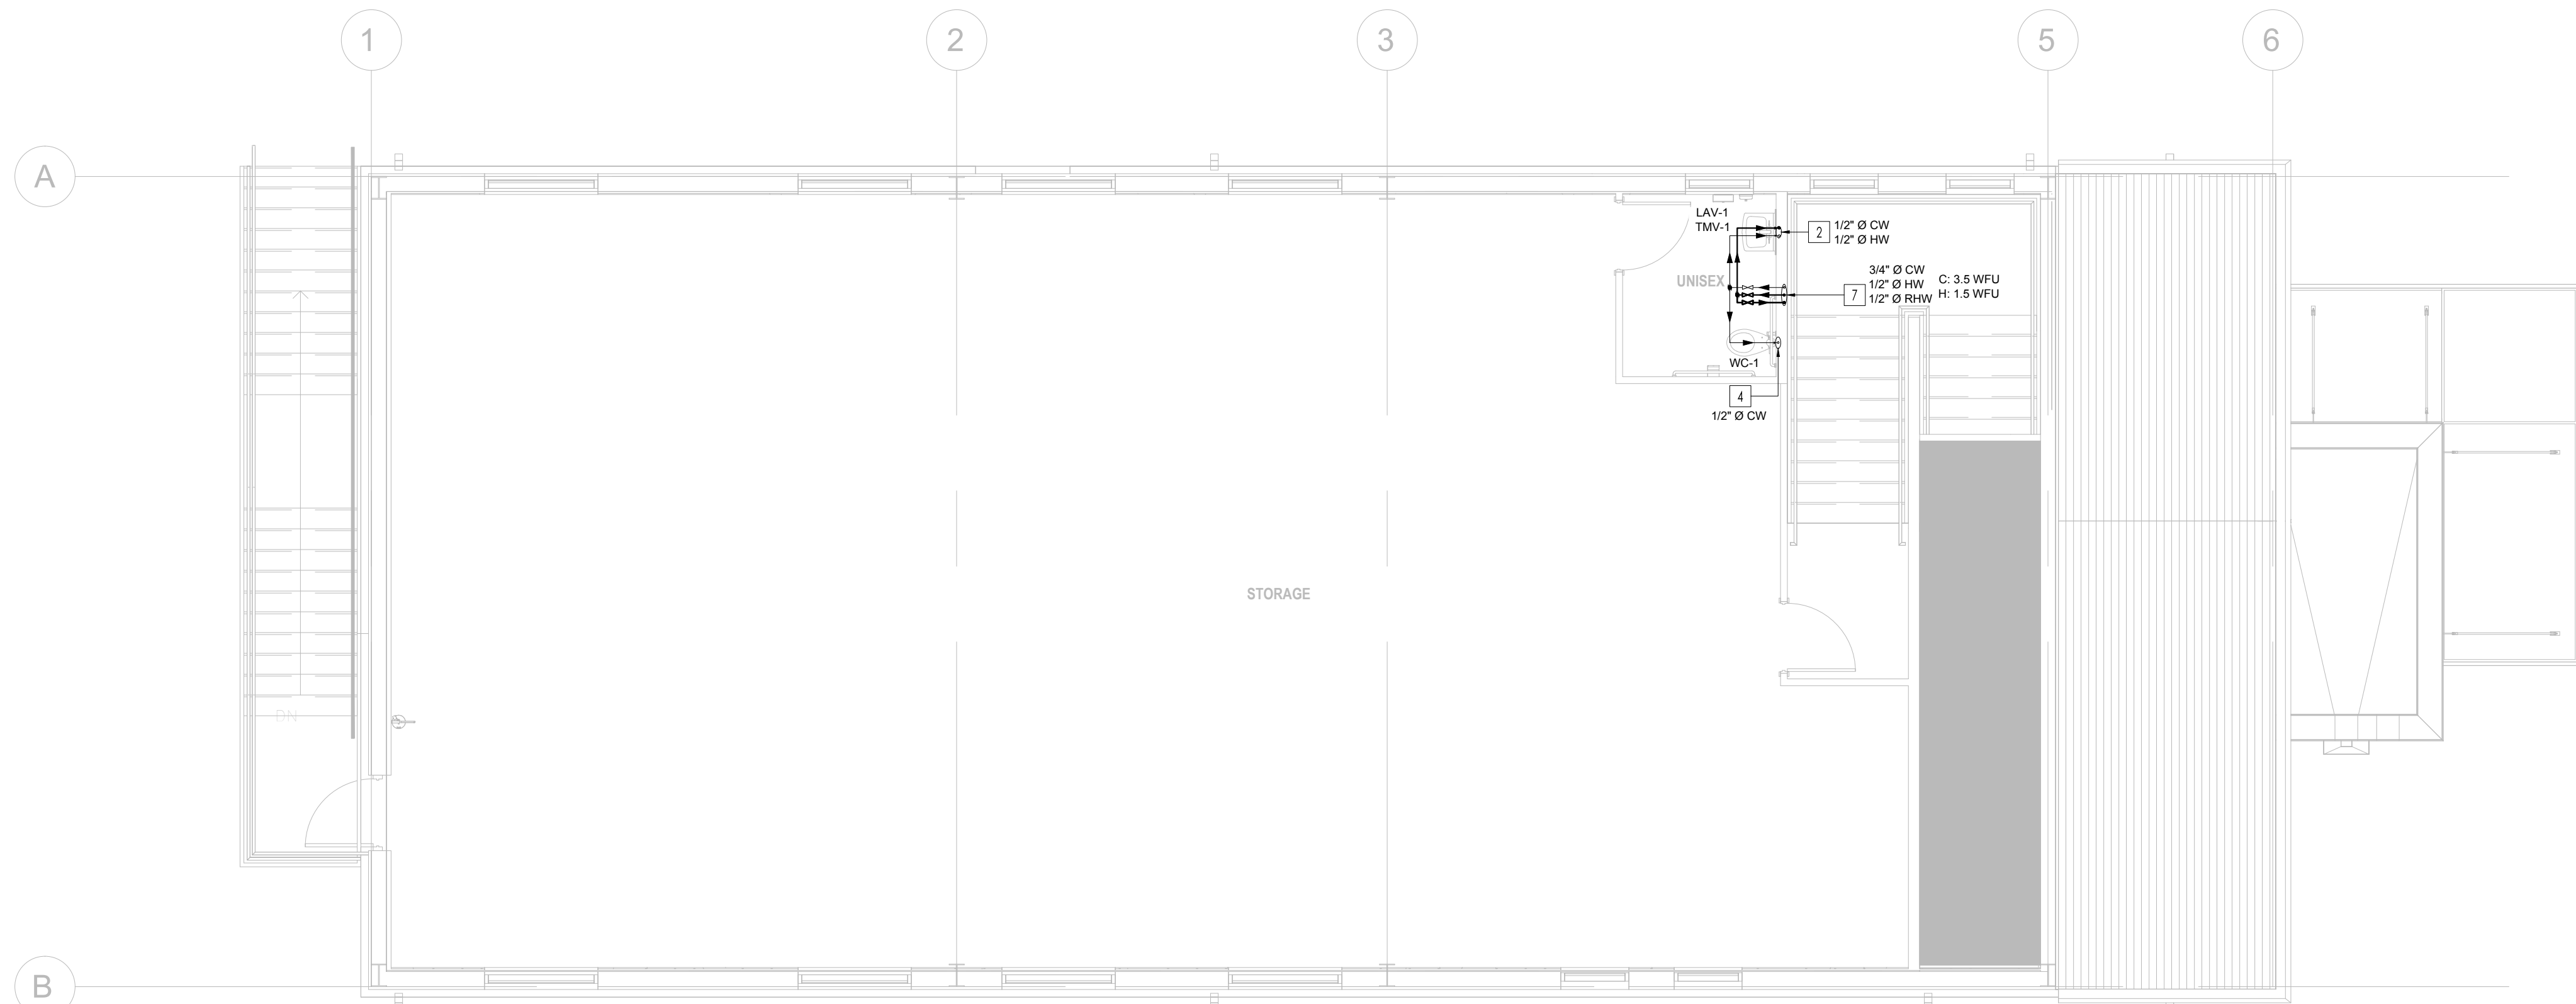 1
2
3
5
6
A
LAV-1
TMV-1
2
1/2" Ø CW
1/2" Ø HW
UNISEX
7
3/4" Ø CW
1/2" Ø HW
1/2" Ø RHW
C: 3.5 WFU
H: 1.5 WFU
WC-1
4
1/2" Ø CW
STORAGE
DN
B